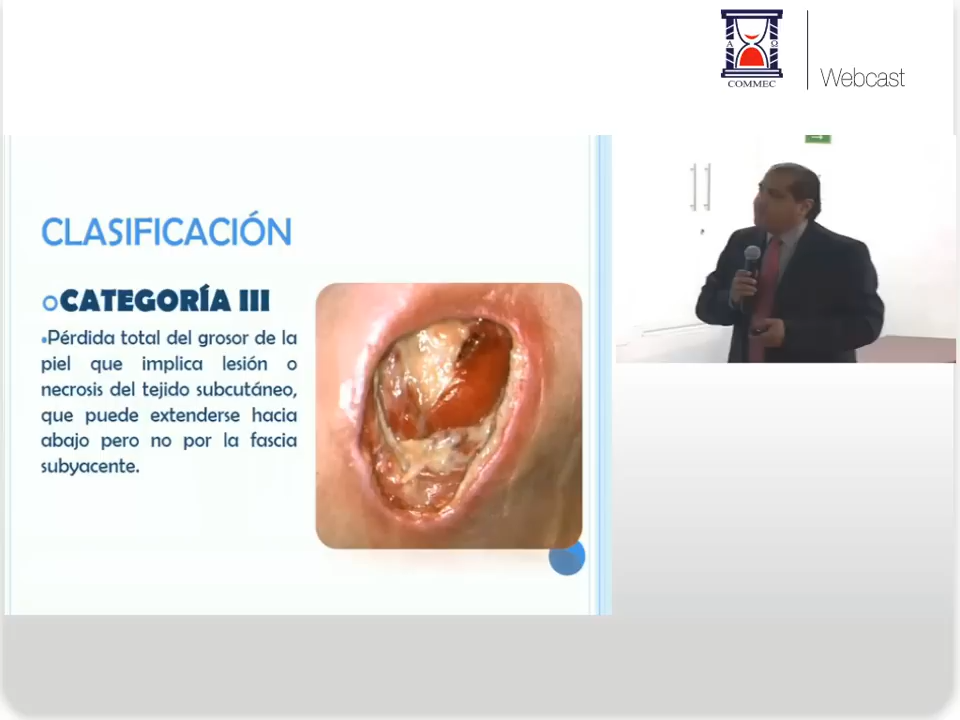 A Ω
COMMEC
Webcast
CLASIFICACIÓN
CATEGORÍA III
Pérdida total del grosor de la
piel que implica lesión o
necrosis del tejido subcutáneo,
que puede extenderse hacia
abajo pero no por la fascia
subyacente.